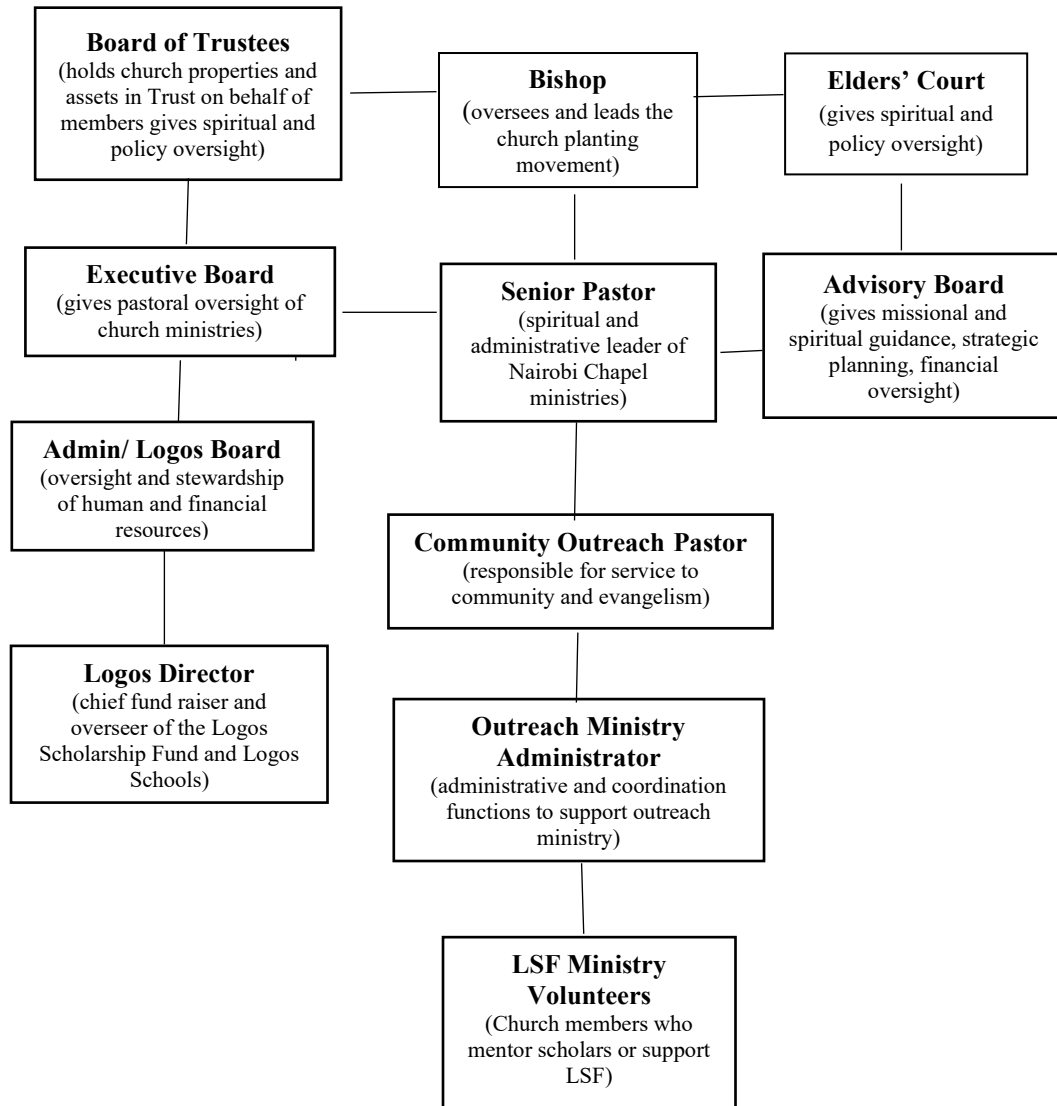 Board of Trustees
(holds church properties and
assets in Trust on behalf of
members gives spiritual and
policy oversight)
Bishop
(oversees and leads the
church planting
movement)
Elders’ Court
(gives spiritual and
policy oversight)
Executive Board
(gives pastoral oversight of
church ministries)
Senior Pastor
(spiritual and
administrative leader of
Nairobi Chapel
ministries)
Advisory Board
(gives missional and
spiritual guidance, strategic
planning, financial
oversight)
Admin/ Logos Board
(oversight and stewardship
of human and financial
resources)
Community Outreach Pastor
(responsible for service to
community and evangelism)
Logos Director
(chief fund raiser and
overseer of the Logos
Scholarship Fund and Logos
Schools)
Outreach Ministry
Administrator
(administrative and coordination
functions to support outreach
ministry)
LSF Ministry
Volunteers
(Church members who
mentor scholars or support
LSF)